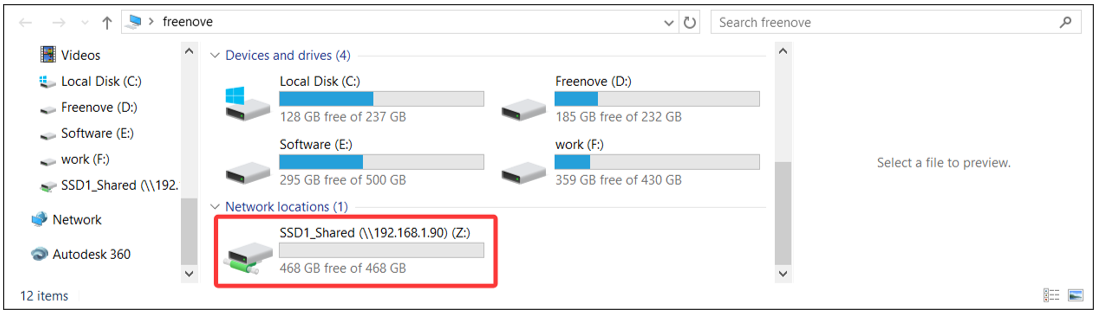 freenove
Search freenove
Videos
Local Disk (C:)
Freenove (D:)
Software (E:)
work (F:)
SSD1_Shared (\\192.
Network
Autodesk 360
Devices and drives (4)
Local Disk (C:)
128 GB free of 237 GB
Freenove (D:)
185 GB free of 232 GB
Software (E:)
295 GB free of 500 GB
work (F:)
359 GB free of 430 GB
Network locations (1)
SSD1_Shared (\\192.168.1.90) (Z:)
468 GB free of 468 GB
Select a file to preview.
12 items